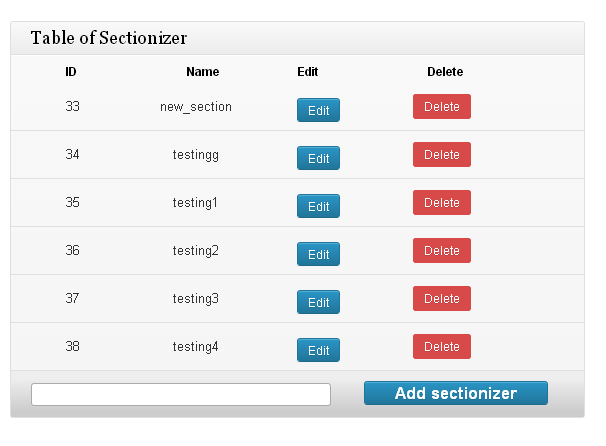 Table of Sectionizer
ID Name Edit Delete
33 new_section Edit Delete
34 testingg Edit Delete
35 testing1 Edit Delete
36 testing2 Edit Delete
37 testing3 Edit Delete
38 testing4 Edit Delete
Add sectionizer